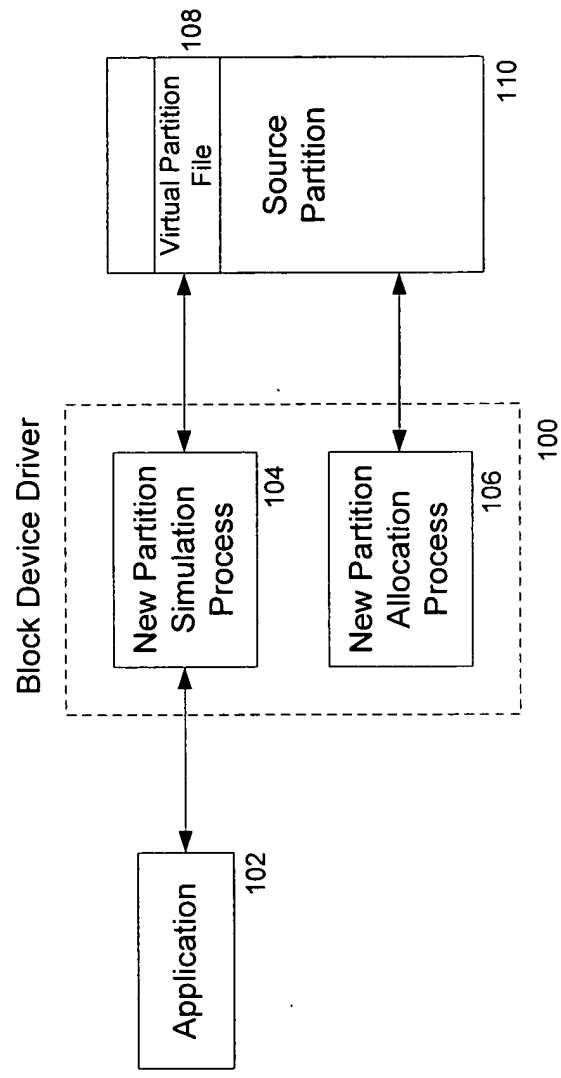 Block Device Driver
Application
102
New Partition
Simulation
Process
104
New Partition
Allocation
Process
106
100
Virtual Partition
File
108
Source
Partition
110